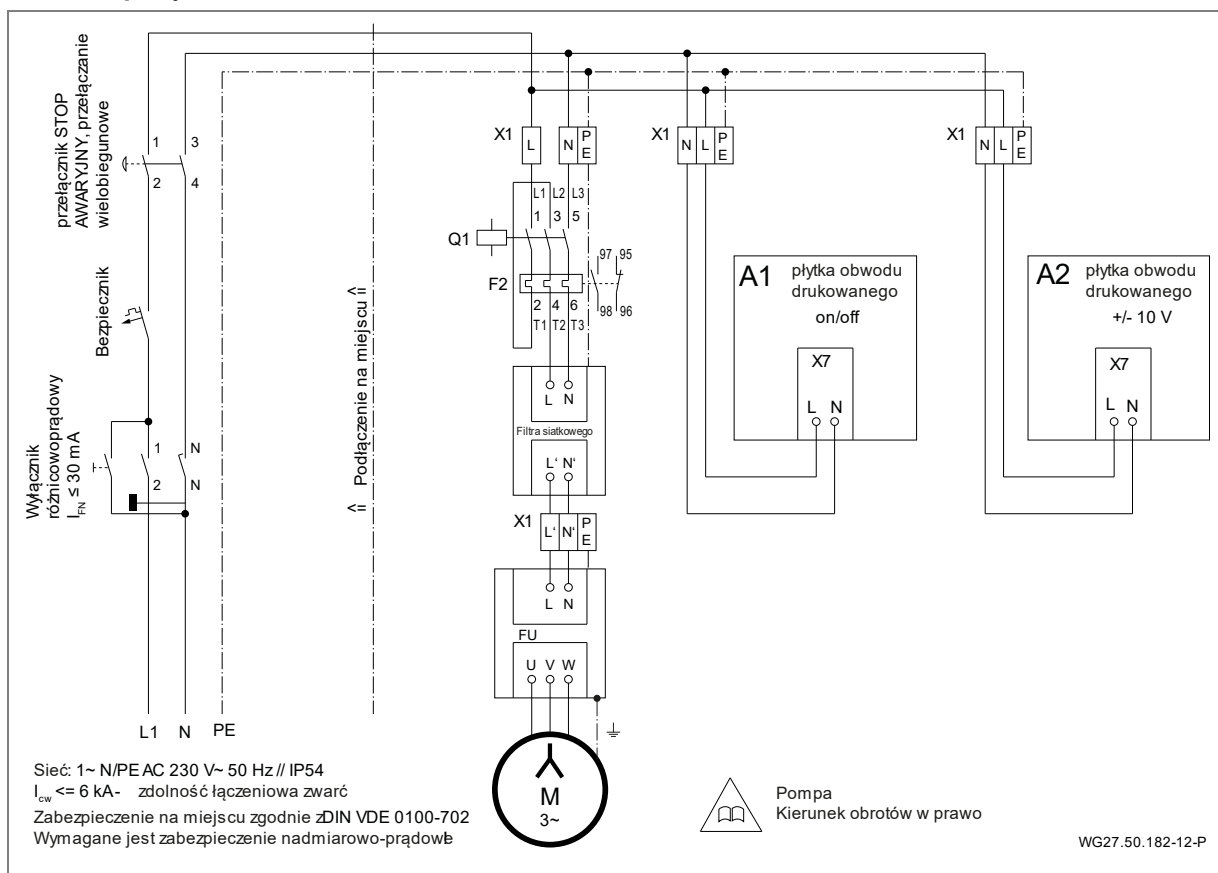 przełącznik STOP
AWARYJNY, przełączanie
wielobiegunowe
1 3
2 4
Bezpiecznik
Wyłącznik
różnicowoprądowy
I_FN ≤ 30 mA
1 N
2 N
L1 N PE
<= Podłączenie na miejscu <=
X1 L N PE
L1 L2 L3
1 3 5
Q1
97 95
F2
2 4 6
98 96
T1 T2 T3
L N
Filtra siatkowego
L' N'
X1 L' N' PE
L N
FU
U V W
M
3~
X1 N L PE
A1 płytka obwodu
drukowanego
on/off
X7
L N
X1 N L PE
A2 płytka obwodu
drukowanego
+/- 10 V
X7
L N
Sieć: 1~ N/PE AC 230 V~ 50 Hz // IP54
I_cw <= 6 kA- zdolność łączeniowa zwarć
Zabezpieczenie na miejscu zgodnie z DIN VDE 0100-702
Wymagane jest zabezpieczenie nadmiarowo-prądowe
Pompa
Kierunek obrotów w prawo
WG27.50.182-12-P